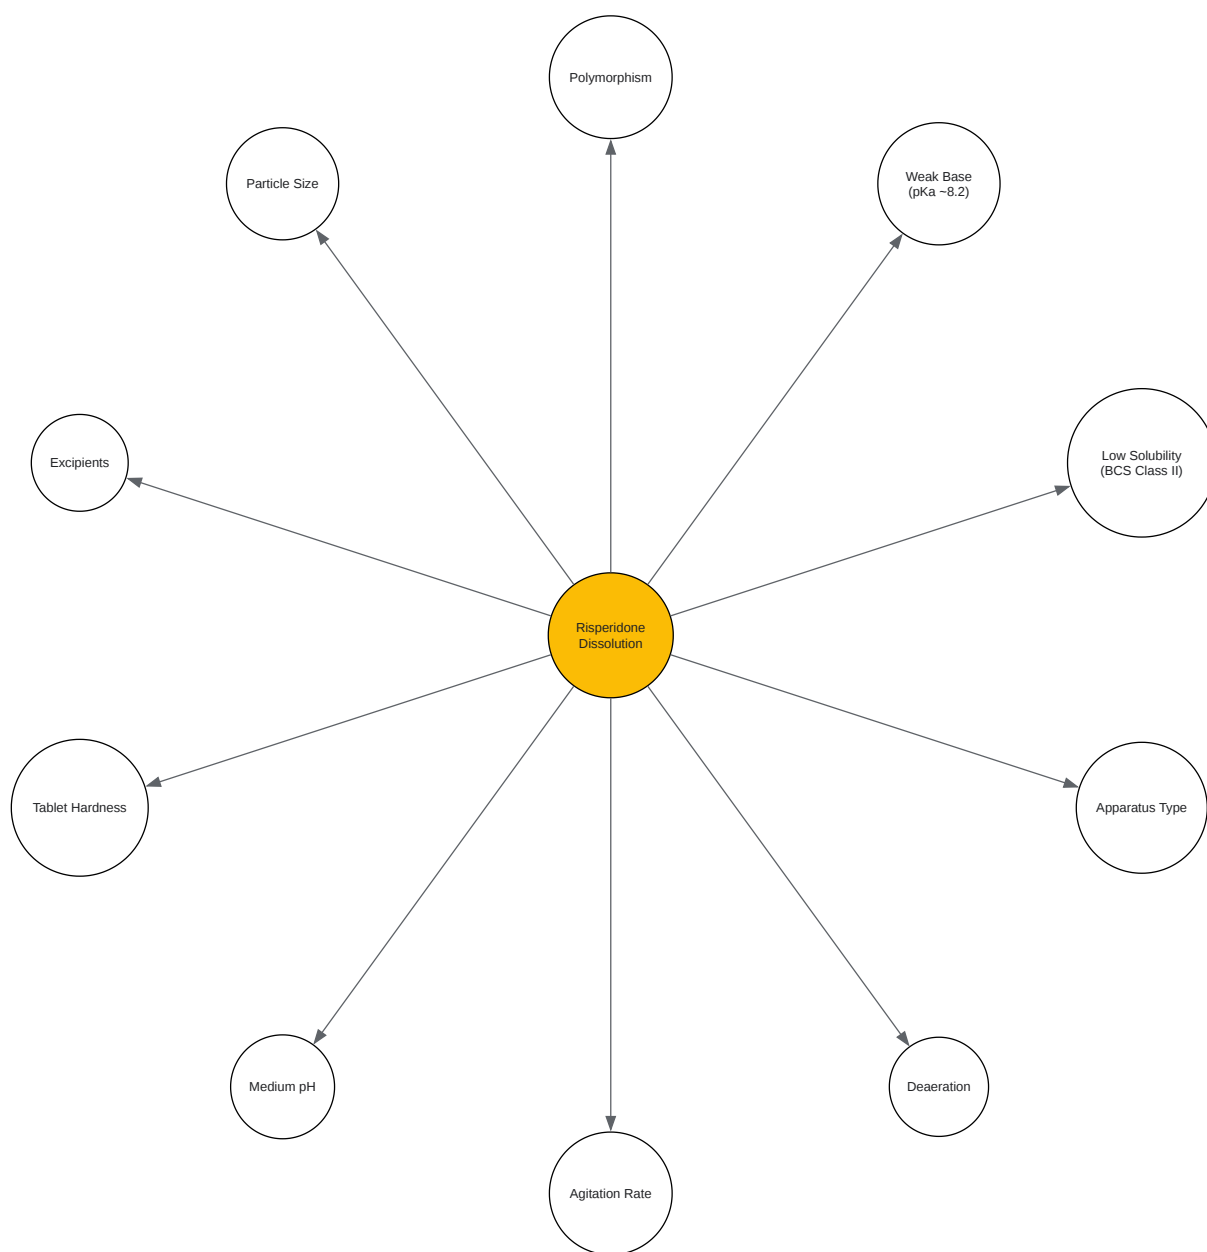 Polymorphism
Weak Base
(pKa ~8.2)
Particle Size
Low Solubility
(BCS Class II)
Excipients
Risperidone
Dissolution
Tablet Hardness
Apparatus Type
Medium pH
Deaeration
Agitation Rate